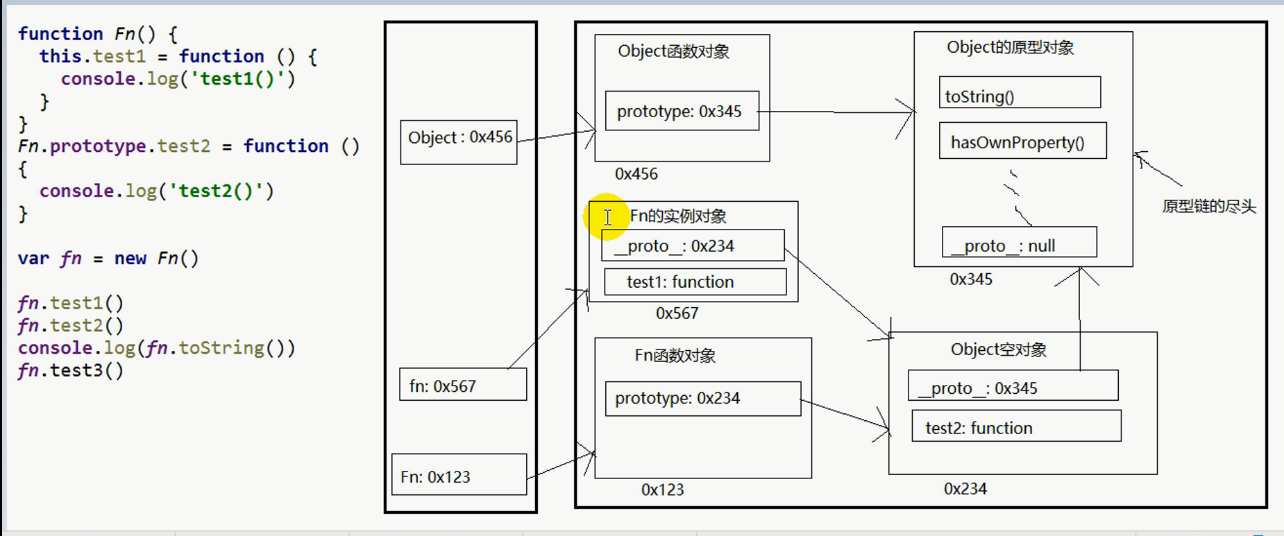 function Fn() {
this.test1 = function () {
console.log('test1()')
}
}
Fn.prototype.test2 = function ()
{
console.log('test2()')
}
var fn = new Fn()
fn.test1()
fn.test2()
console.log(fn.toString())
fn.test3()
Object : 0x456
fn: 0x567
Fn: 0x123
Object函数对象
prototype: 0x345
0x456
Fn的实例对象
__proto__: 0x234
test1: function
0x567
Fn函数对象
prototype: 0x234
0x123
Object的原型对象
toString()
hasOwnProperty()
__proto__: null
0x345
原型链的尽头
Object空对象
__proto__: 0x345
test2: function
0x234